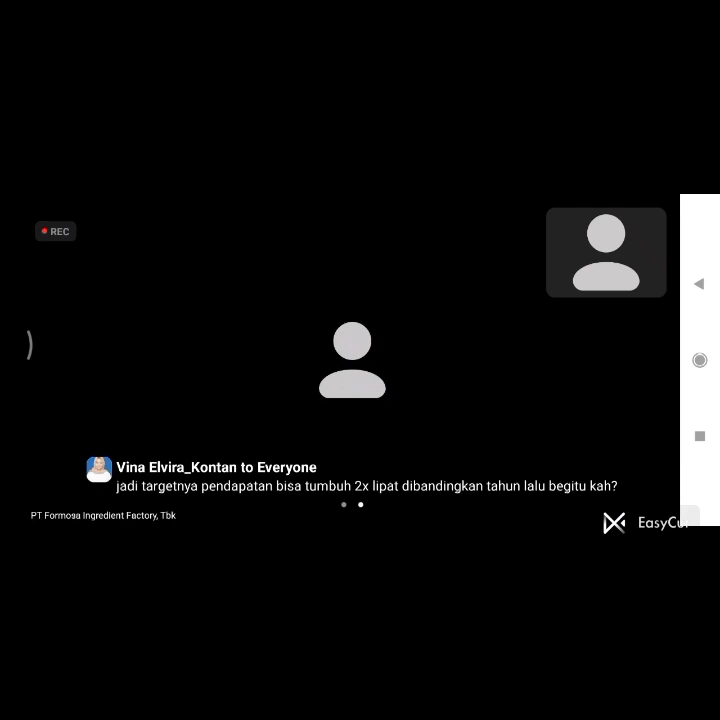 REC
Vina Elvira_Kontan to Everyone
jadi targetnya pendapatan bisa tumbuh 2x lipat dibandingkan tahun lalu begitu kah?
PT Formosa Ingredient Factory, Tbk
EasyCut